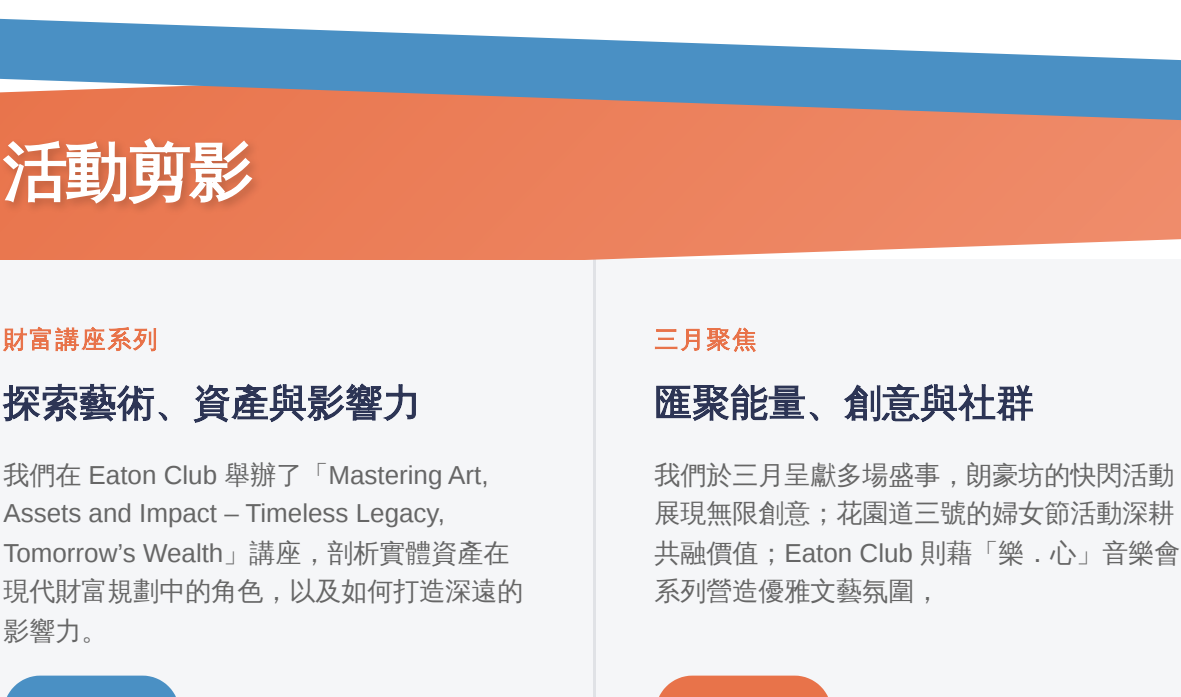 活動剪影
財富講座系列
探索藝術、資產與影響力
我們在 Eaton Club 舉辦了「Mastering Art,
Assets and Impact – Timeless Legacy,
Tomorrow’s Wealth」講座，剖析實體資產在
現代財富規劃中的角色，以及如何打造深遠的
影響力。
三月聚焦
匯聚能量、創意與社群
我們於三月呈獻多場盛事，朗豪坊的快閃活動
展現無限創意；花園道三號的婦女節活動深耕
共融價值；Eaton Club 則藉「樂．心」音樂會
系列營造優雅文藝氛圍，